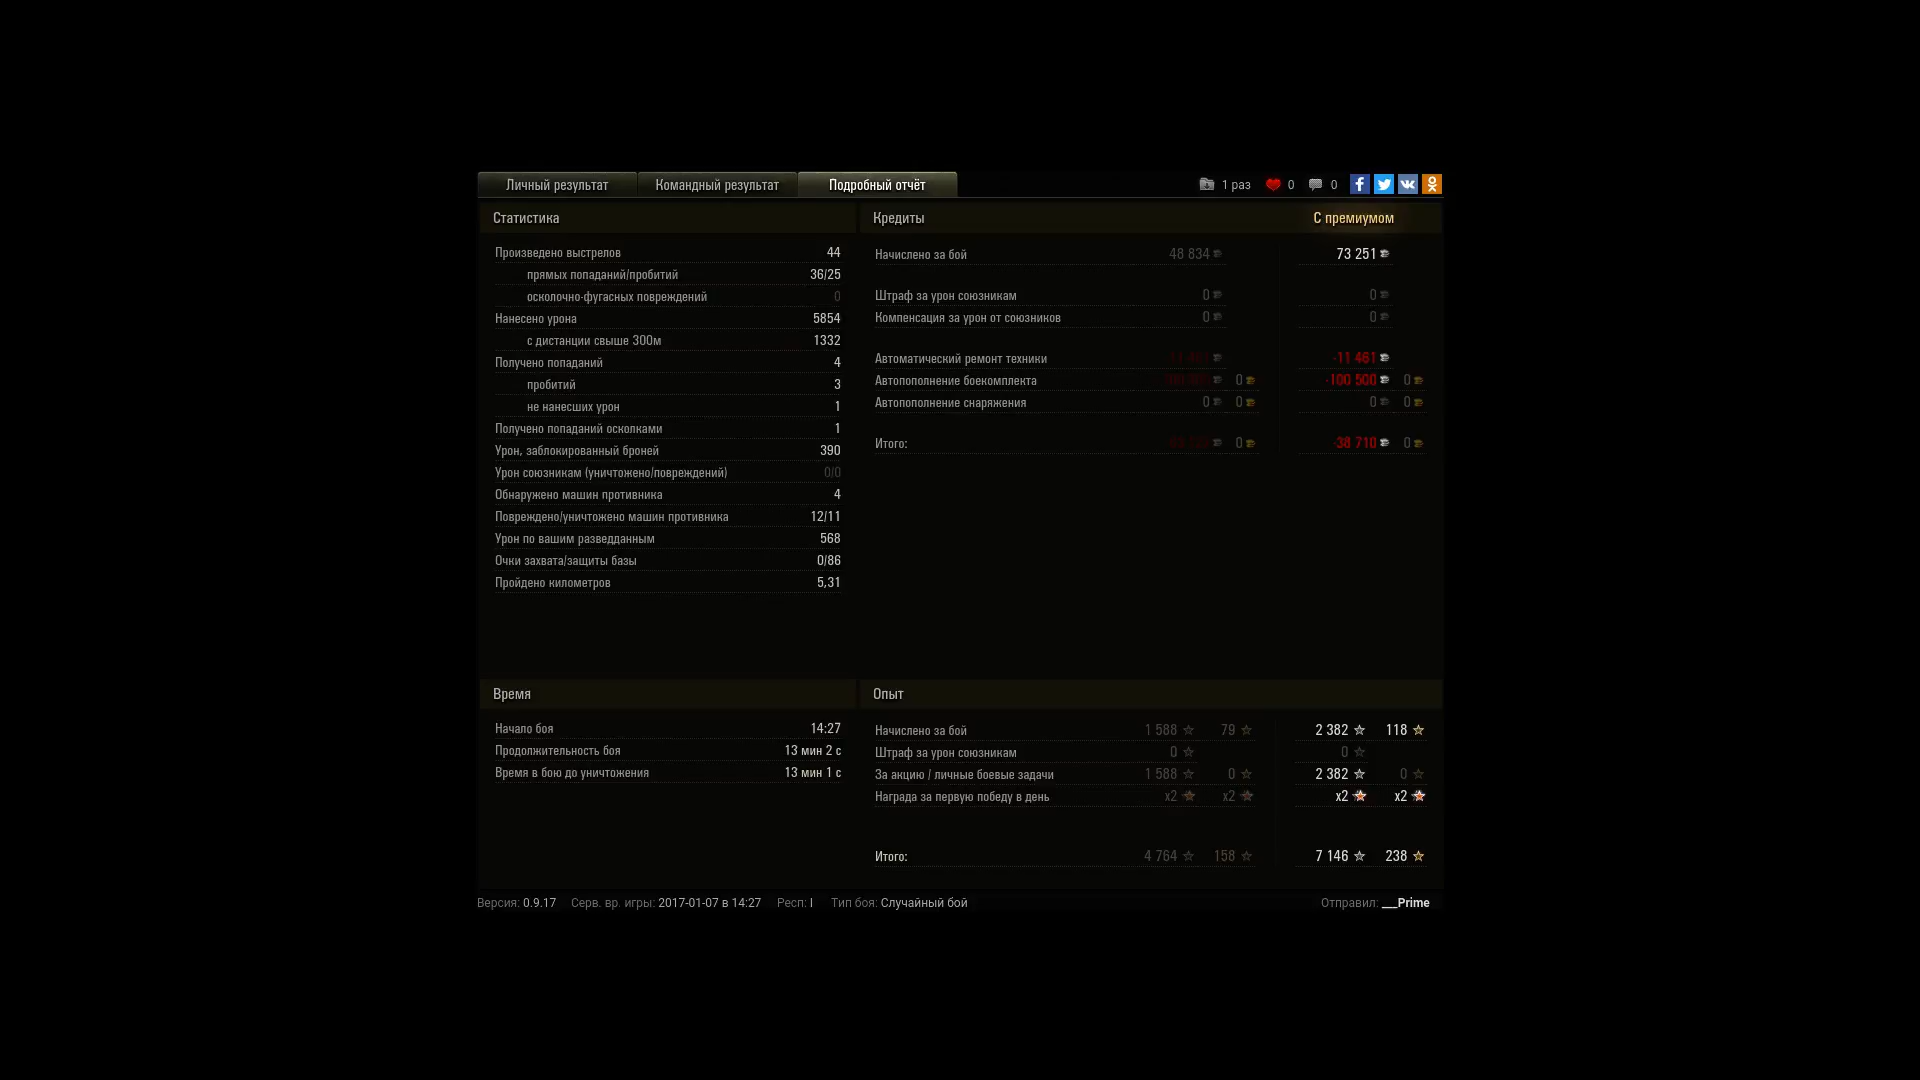 Личный результат Командный результат Подробный отчёт 1 раз 0 0
Статистика
Произведено выстрелов 44
прямых попаданий/пробитий 36/25
осколочно-фугасных повреждений 0
Нанесено урона 5854
с дистанции свыше 300м 1332
Получено попаданий 4
пробитий 3
не нанесших урон 1
Получено попаданий осколками 1
Урон, заблокированный броней 390
Урон союзникам (уничтожено/повреждений) 0/0
Обнаружено машин противника 4
Повреждено/уничтожено машин противника 12/11
Урон по вашим разведданным 568
Очки захвата/защиты базы 0/86
Пройдено километров 5,31
Кредиты С премиумом
Начислено за бой 48 834 73 251
Штраф за урон союзникам 0 0
Компенсация за урон от союзников 0 0
Автоматический ремонт техники -11 461
Автопополнение боекомплекта 0 -100 500 0
Автопополнение снаряжения 0 0 0 0
Итого: 0 -38 710 0
Время
Начало боя 14:27
Продолжительность боя 13 мин 2 с
Время в бою до уничтожения 13 мин 1 с
Опыт
Начислено за бой 1 588 79 2 382 118
Штраф за урон союзникам 0 0
За акцию / личные боевые задачи 1 588 0 2 382 0
Награда за первую победу в день x2 x2 x2 x2
Итого: 4 764 158 7 146 238
Версия: 0.9.17 Серв. вр. игры: 2017-01-07 в 14:27 Респ: I Тип боя: Случайный бой Отправил: ___Prime